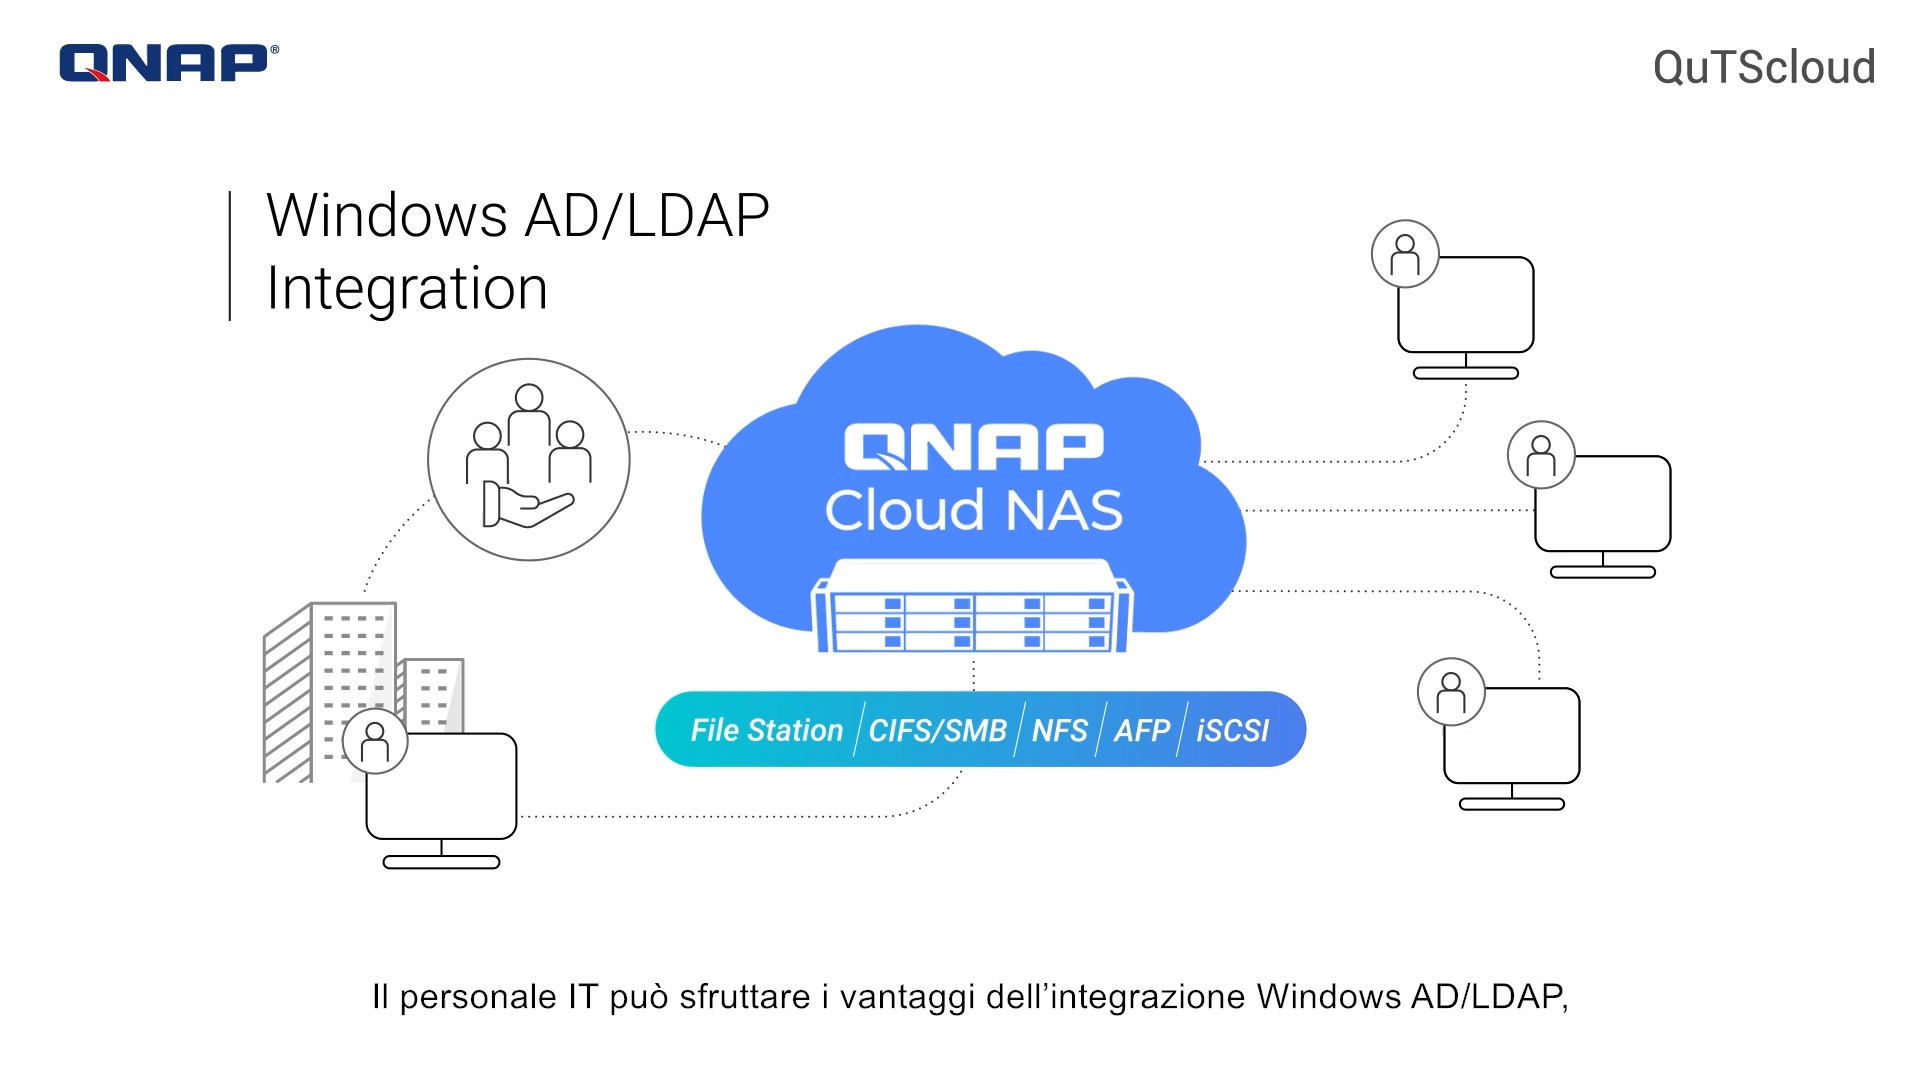 QNAP®
QuTScloud
Windows AD/LDAP
Integration
QNAP
Cloud NAS
File Station / CIFS/SMB / NFS / AFP / iSCSI
Il personale IT può sfruttare i vantaggi dell’integrazione Windows AD/LDAP,